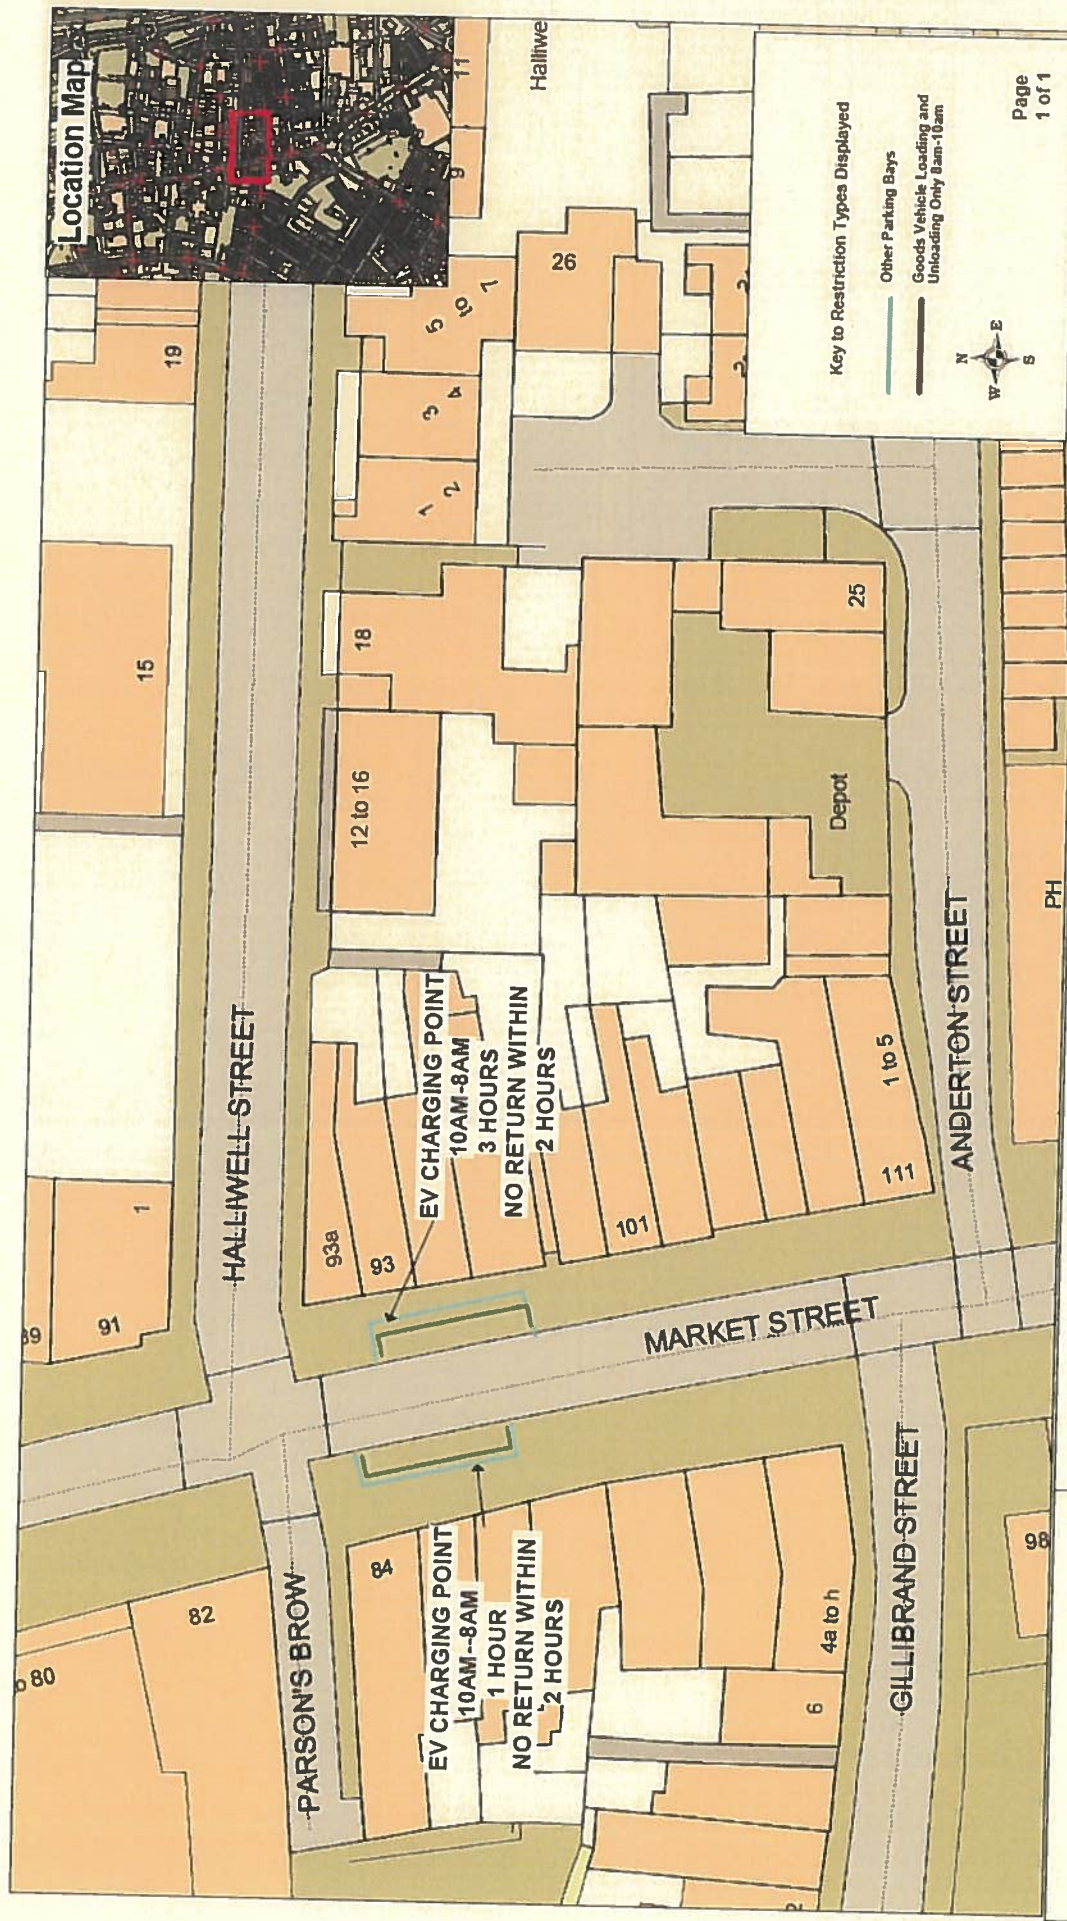 Location Map
HALLIWELL STREET
MARKET STREET
ANDERTON STREET
PARSON'S BROW
GILLIBRAND STREET
EV CHARGING POINT
10AM-8AM
3 HOURS
NO RETURN WITHIN
2 HOURS
EV CHARGING POINT
10AM--8AM
1 HOUR
NO RETURN WITHIN
2 HOURS
Halliwe
11
9
19
15
5 to 7
3
4
1
2
26
18
12 to 16
25
Depot
PH
1
91
93a
93
101
111
1 to 5
82
84
80
4a to h
6
98
Key to Restriction Types Displayed
Other Parking Bays
Goods Vehicle Loading and
Unloading Only 8am-10am
N
W
E
S
Page
1 of 1